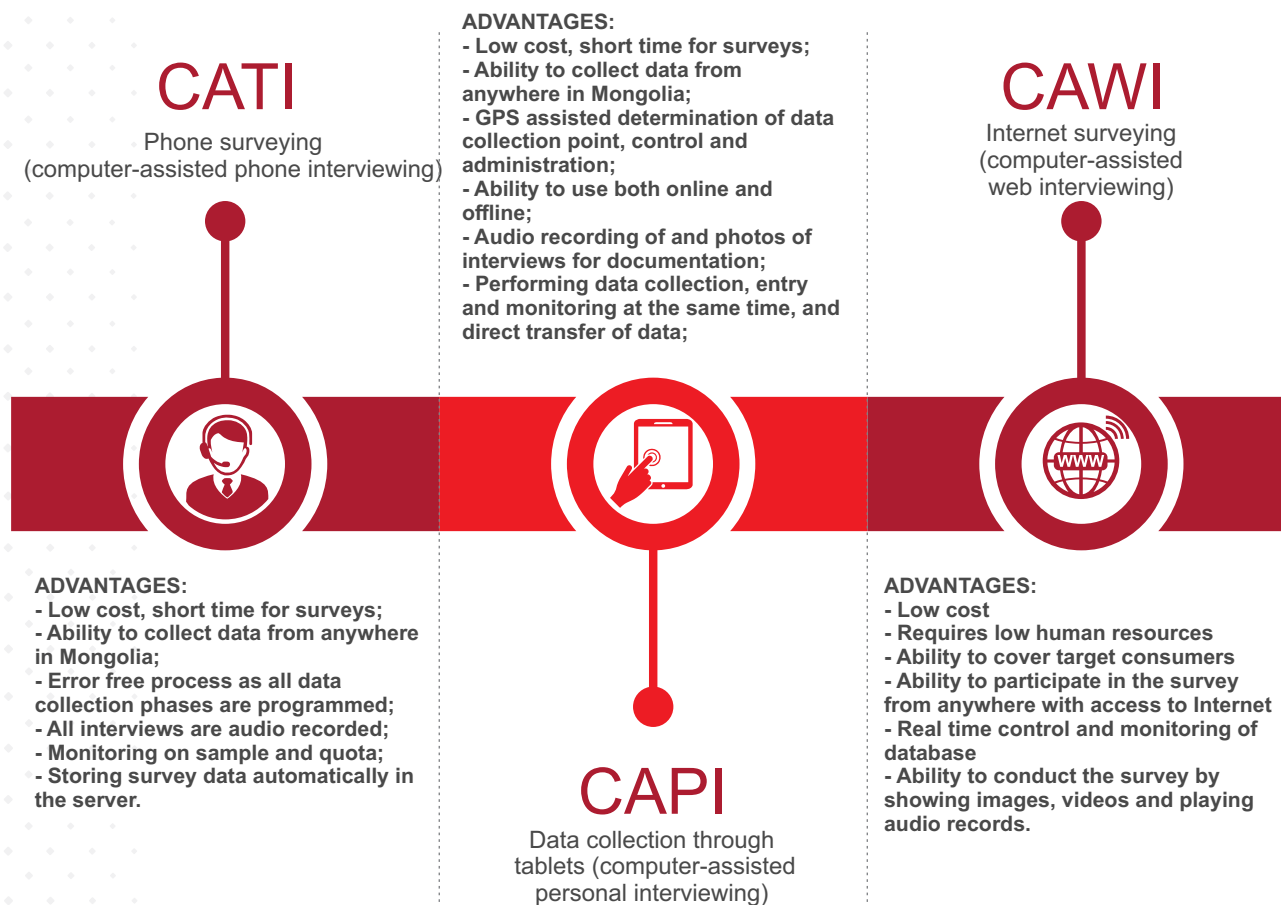 CATI
Phone surveying
(computer-assisted phone interviewing)
ADVANTAGES:
- Low cost, short time for surveys;
- Ability to collect data from anywhere
in Mongolia;
- Error free process as all data
collection phases are programmed;
- All interviews are audio recorded;
- Monitoring on sample and quota;
- Storing survey data automatically in
the server.
ADVANTAGES:
- Low cost, short time for surveys;
- Ability to collect data from
anywhere in Mongolia;
- GPS assisted determination of data
collection point, control and
administration;
- Ability to use both online and
offline;
- Audio recording of and photos of
interviews for documentation;
- Performing data collection, entry
and monitoring at the same time, and
direct transfer of data;
CAPI
Data collection through
tablets (computer-assisted
personal interviewing)
CAWI
Internet surveying
(computer-assisted
web interviewing)
WWW
ADVANTAGES:
- Low cost
- Requires low human resources
- Ability to cover target consumers
- Ability to participate in the survey
from anywhere with access to Internet
- Real time control and monitoring of
database
- Ability to conduct the survey by
showing images, videos and playing
audio records.